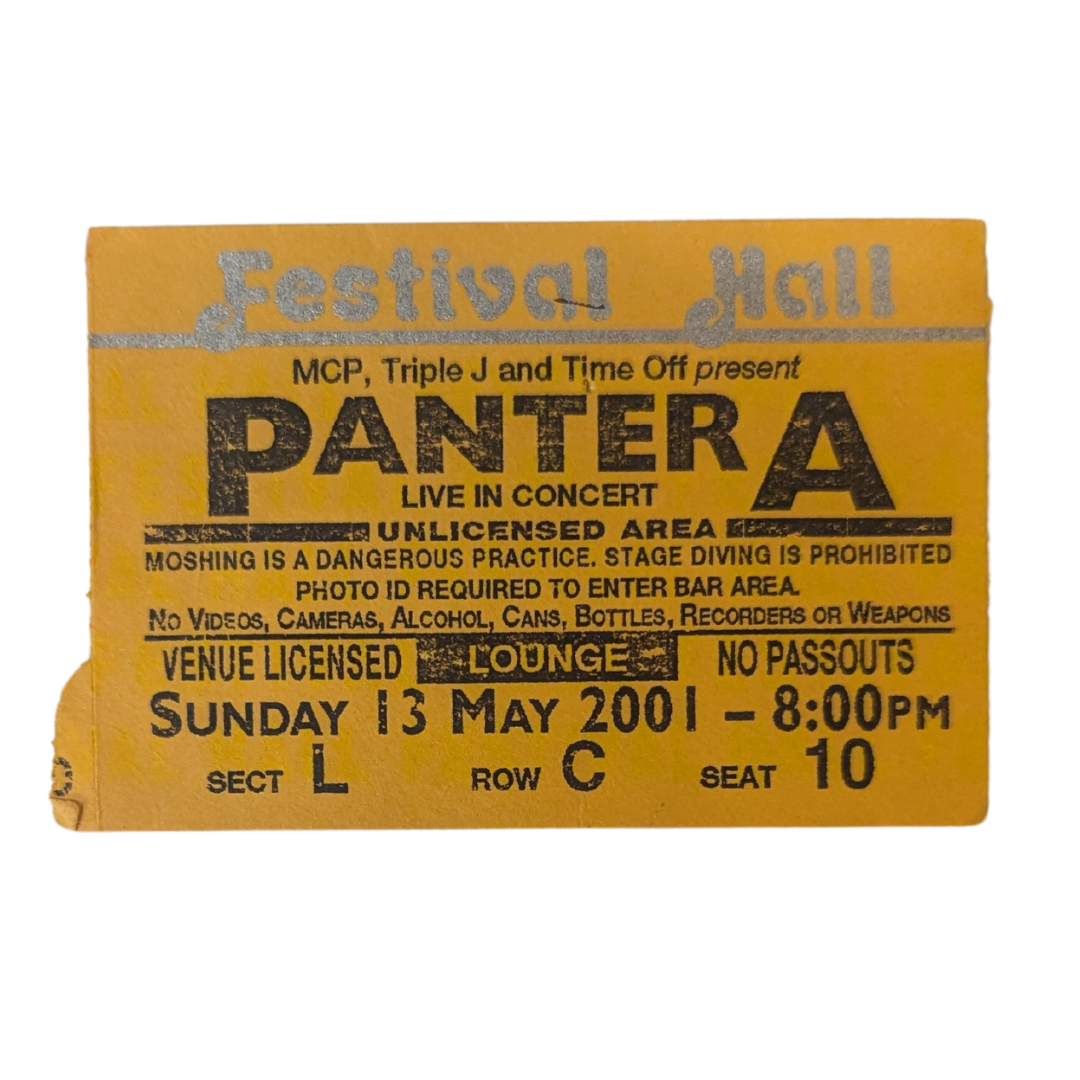 Festival Hall
MCP, Triple J and Time Off present
PANTERA
LIVE IN CONCERT
UNLICENSED AREA
MOSHING IS A DANGEROUS PRACTICE. STAGE DIVING IS PROHIBITED
PHOTO ID REQUIRED TO ENTER BAR AREA.
NO VIDEOS, CAMERAS, ALCOHOL, CANS, BOTTLES, RECORDERS OR WEAPONS
VENUE LICENSED LOUNGE NO PASSOUTS
SUNDAY 13 MAY 2001 – 8:00PM
SECT L ROW C SEAT 10